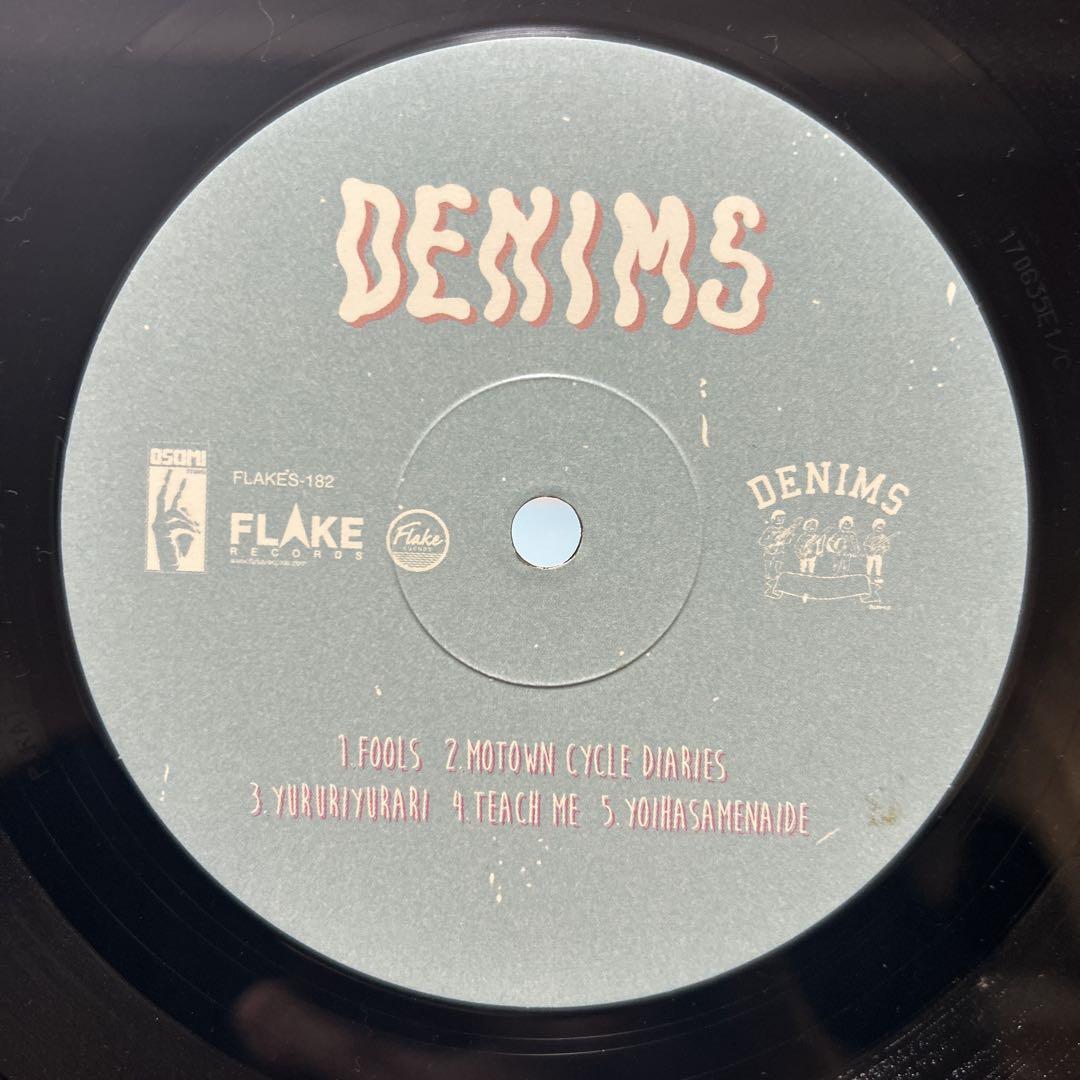 DENIMS
OSOMI
FLAKES-182
FLAKE
RECORDS
Flake
DENIMS
1.FOOLS 2.MOTOWN CYCLE DIARIES
3.YURURIYURARI 4.TEACH ME 5.YOIHASAMENAIDE
170635E1/C